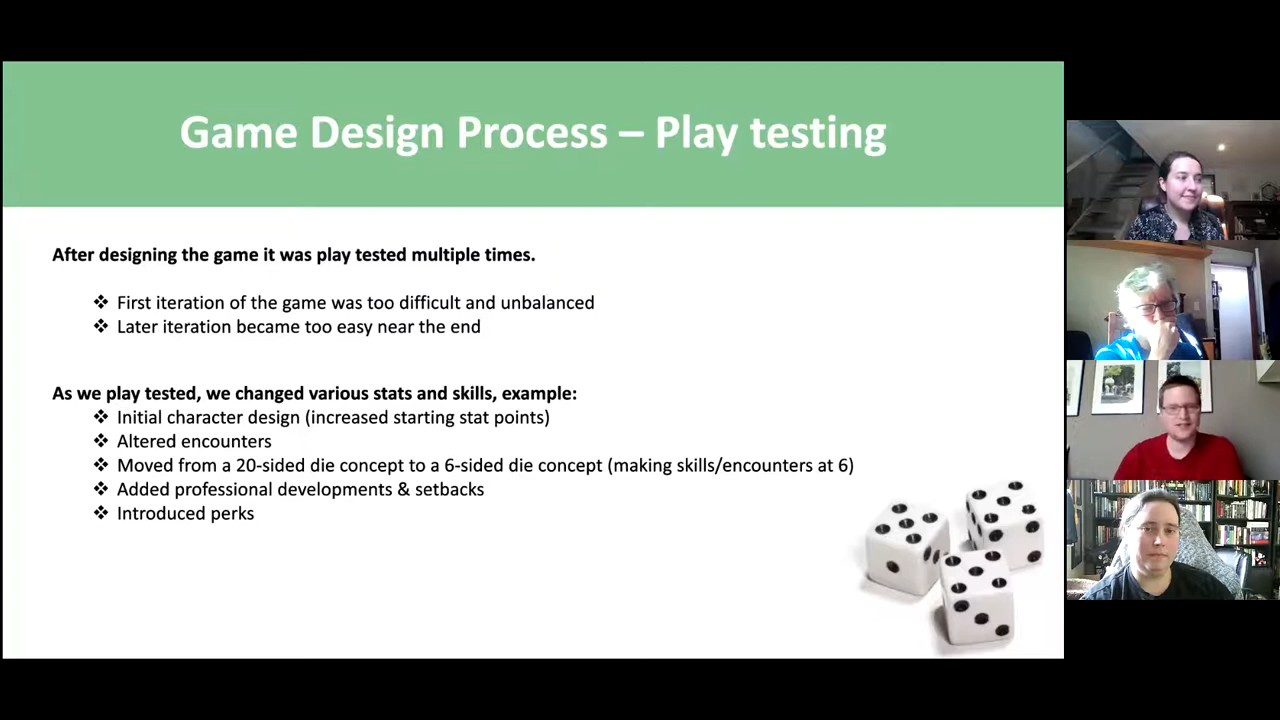 Game Design Process – Play testing
After designing the game it was play tested multiple times.
❖ First iteration of the game was too difficult and unbalanced
❖ Later iteration became too easy near the end
As we play tested, we changed various stats and skills, example:
❖ Initial character design (increased starting stat points)
❖ Altered encounters
❖ Moved from a 20-sided die concept to a 6-sided die concept (making skills/encounters at 6)
❖ Added professional developments & setbacks
❖ Introduced perks